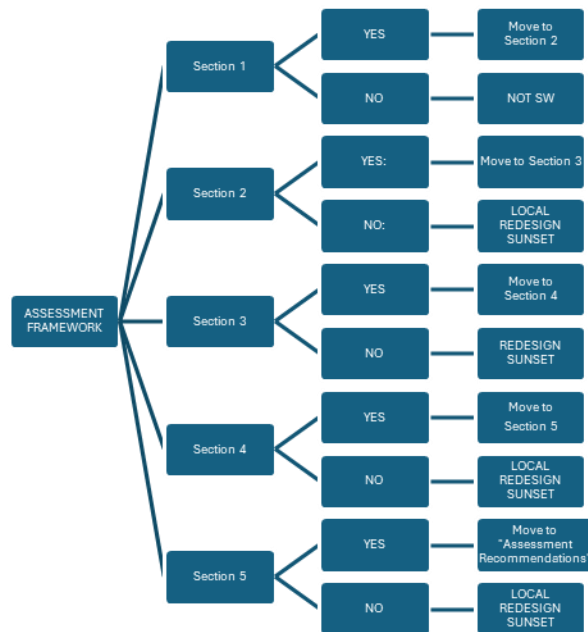 ASSESSMENT
FRAMEWORK
Section 1
YES
Move to
Section 2
NO
NOT SW
Section 2
YES:
Move to Section 3
NO:
LOCAL
REDESIGN
SUNSET
Section 3
YES
Move to
Section 4
NO
REDESIGN
SUNSET
Section 4
YES
Move to
Section 5
NO
LOCAL
REDESIGN
SUNSET
Section 5
YES
Move to
"Assessment
Recommendations"
NO
LOCAL
REDESIGN
SUNSET